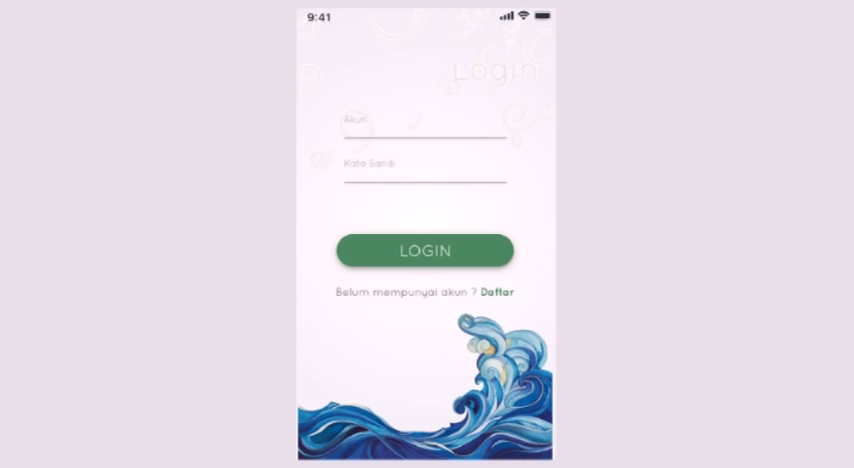 9:41
Login
Akun
Kata Sandi
LOGIN
Belum mempunyai akun ? Daftar